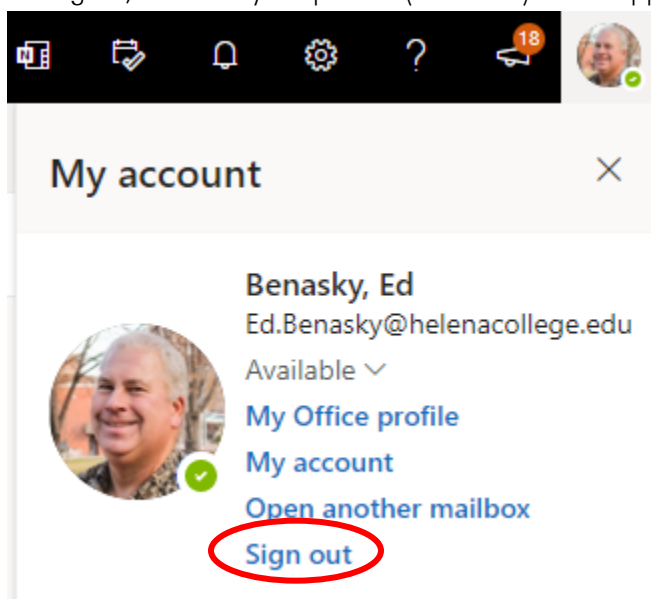 18
My account
Benasky, Ed
Ed.Benasky@helenacollege.edu
Available
My Office profile
My account
Open another mailbox
Sign out